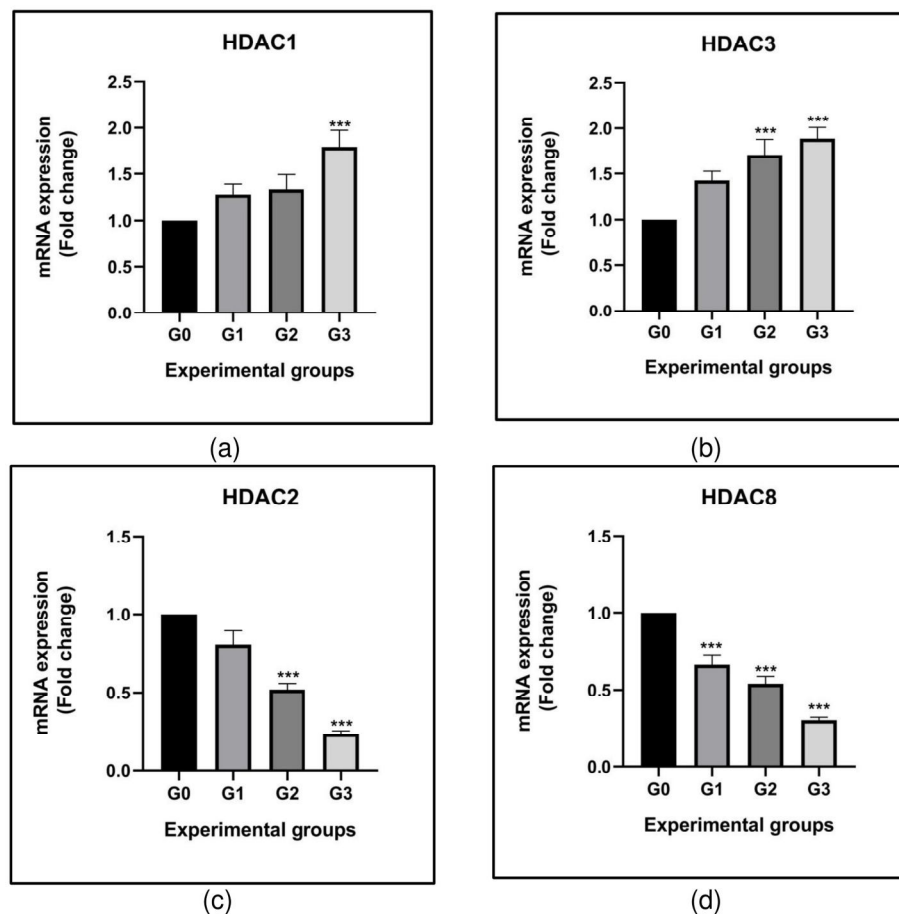 HDAC1
mRNA expression
(Fold change)
2.5
2.0
1.5
1.0
0.5
0.0
***
G0 G1 G2 G3
Experimental groups
(a)
HDAC3
mRNA expression
(Fold change)
2.5
2.0
1.5
1.0
0.5
0.0
*** ***
G0 G1 G2 G3
Experimental groups
(b)
HDAC2
mRNA expression
(Fold change)
1.5
1.0
0.5
0.0
***
***
G0 G1 G2 G3
Experimental groups
(c)
HDAC8
mRNA expression
(Fold change)
1.5
1.0
0.5
0.0
***
***
***
G0 G1 G2 G3
Experimental groups
(d)